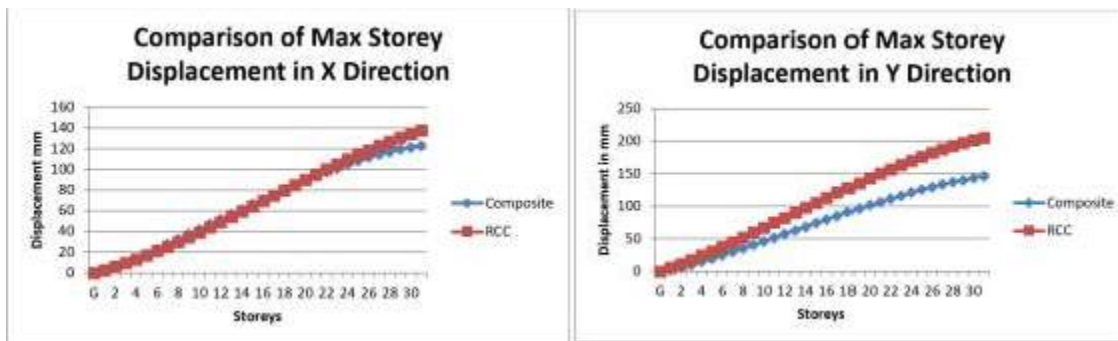 Comparison of Max Storey
Displacement in X Direction
160
140
120
100
80
60
40
20
0
Displacement mm
G 2 4 6 8 10 12 14 16 18 20 22 24 26 28 30
Storeys
Composite
RCC
Comparison of Max Storey
Displacement in Y Direction
250
200
150
100
50
0
Displacement in mm
G 2 4 6 8 10 12 14 16 18 20 22 24 26 28 30
Storeys
Composite
RCC